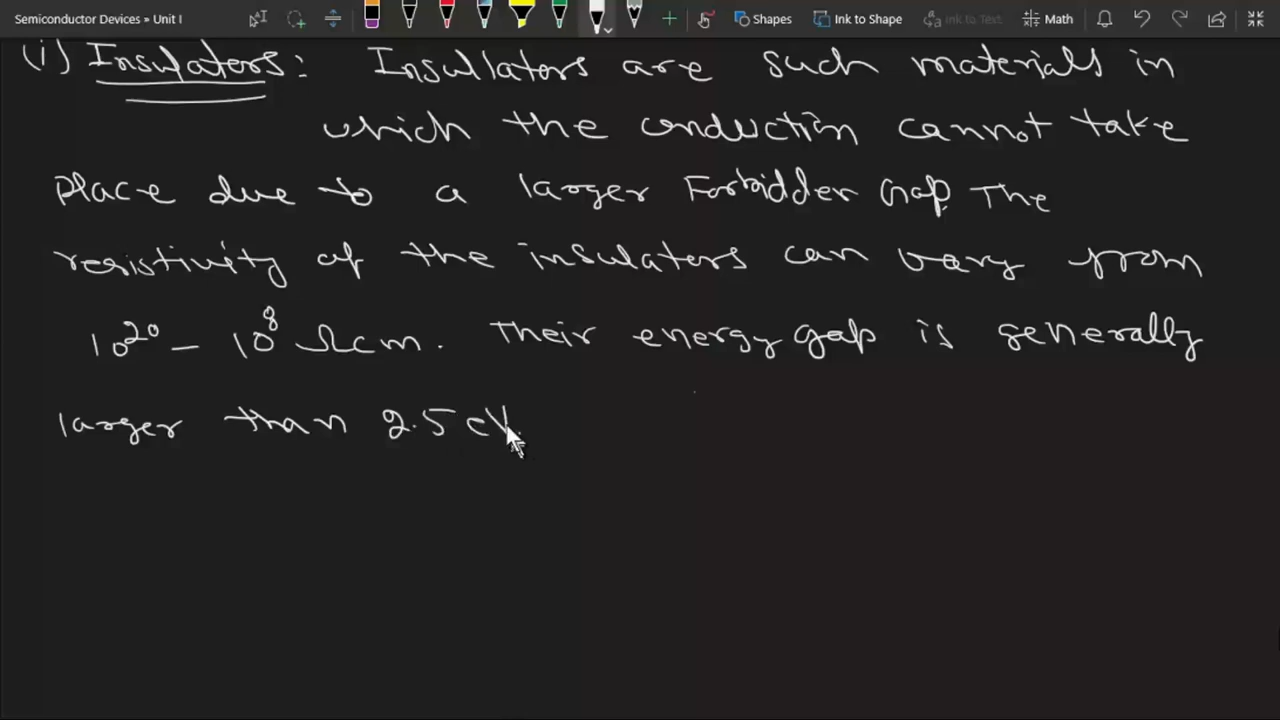 Semiconductor Devices » Unit I
Shapes
Ink to Shape
Ink to Text
Math
(i) Insulators: Insullators are such materials in
which the conduction cannot take
place due to a larger Forbidden Gap. The
resistivity of the insulators can vary from
10²⁰ – 10⁸ Ωcm. Their energy gap is generally
larger than 2.5 eV.